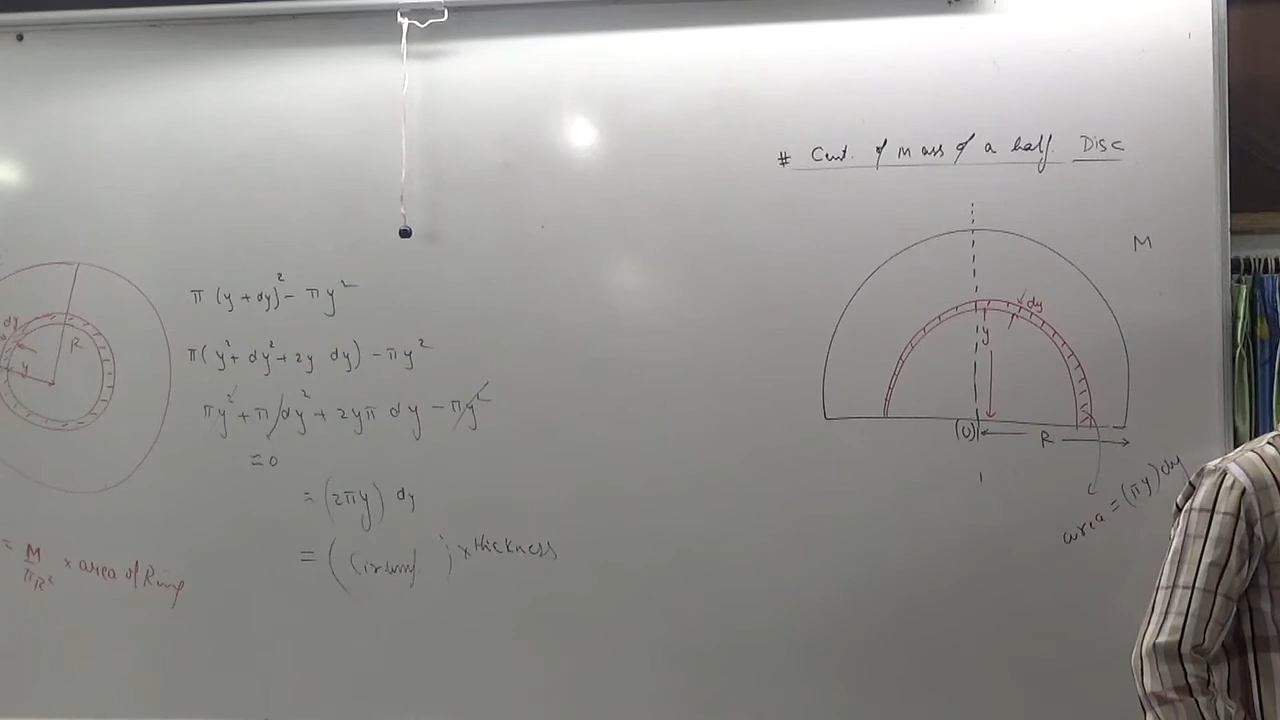 # Cent. of Mass of a half Disc
M
dy
y
(0)
R
area = (πy) dy
dy
R
y
π (y + dy)² - πy²
π(y² + dy² + 2y dy) - πy²
πy² + π dy² + 2yπ dy - πy²
≈ 0
= (2πy) dy
= (Circumf. ) × thickness
= M/πR² × area of Ring